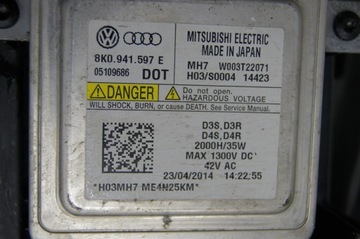 MITSUBISHI ELECTRIC
MADE IN JAPAN
8K0.941.597 E
05109686 DOT
MH7 W003T22071
H03/S0004 14423
DANGER
Do not open.
HAZARDOUS VOLTAGE
WILL SHOCK, BURN, or cause DEATH. See Service Manual.
D3S,D3R
D4S,D4R
2000H/35W
MAX 1300V DC
42V AC
23/04/2014 14:22:55
*H03MH7 ME4N25KM*